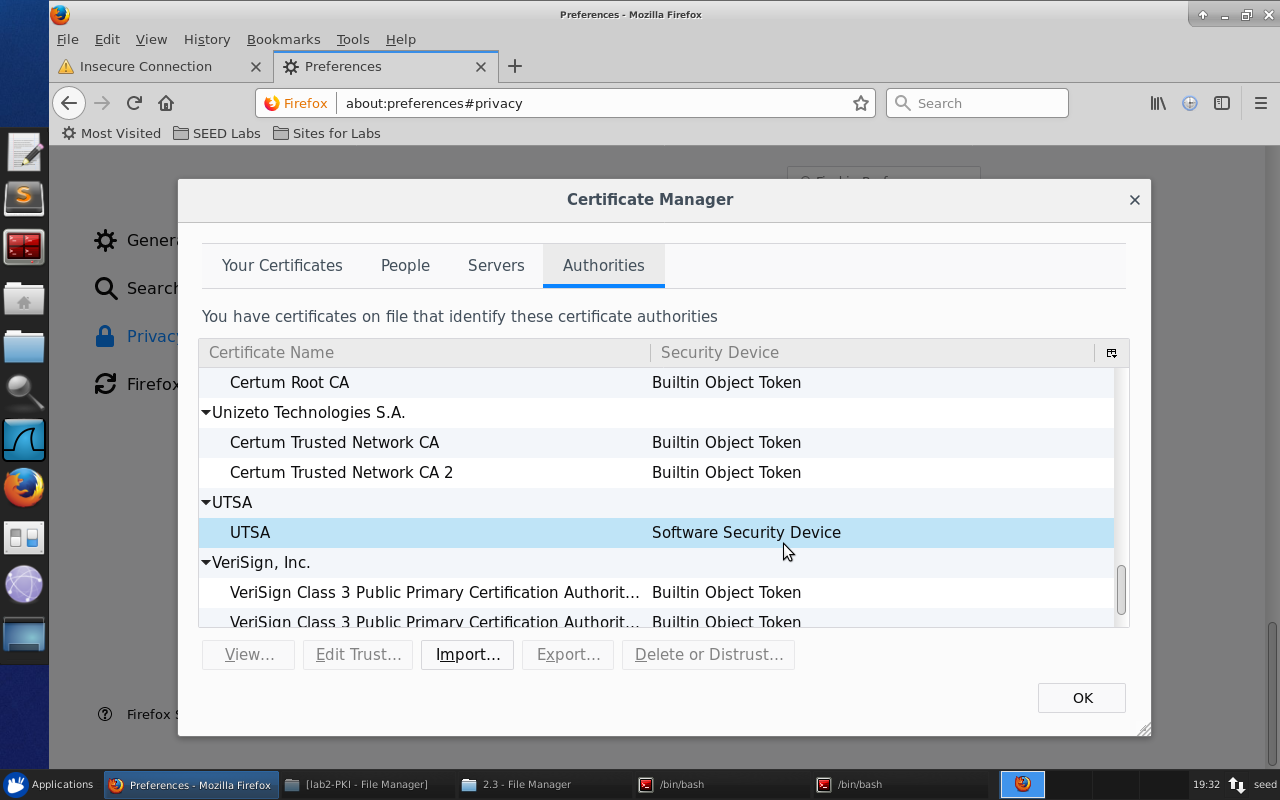 Preferences - Mozilla Firefox
File Edit View History Bookmarks Tools Help
Insecure Connection
Preferences
Firefox about:preferences#privacy
Search
Most Visited SEED Labs Sites for Labs
Certificate Manager
Genera
Search
Privac
Firefox
Your Certificates People Servers Authorities
You have certificates on file that identify these certificate authorities
Certificate Name Security Device
Certum Root CA Builtin Object Token
Unizeto Technologies S.A.
Certum Trusted Network CA Builtin Object Token
Certum Trusted Network CA 2 Builtin Object Token
UTSA
UTSA Software Security Device
VeriSign, Inc.
VeriSign Class 3 Public Primary Certification Authorit... Builtin Object Token
VeriSign Class 3 Public Primary Certification Authorit... Builtin Object Token
View... Edit Trust... Import... Export... Delete or Distrust...
OK
Firefox S
Applications Preferences - Mozilla Firefox [lab2-PKI - File Manager] 2.3 - File Manager /bin/bash /bin/bash 19:32 seed